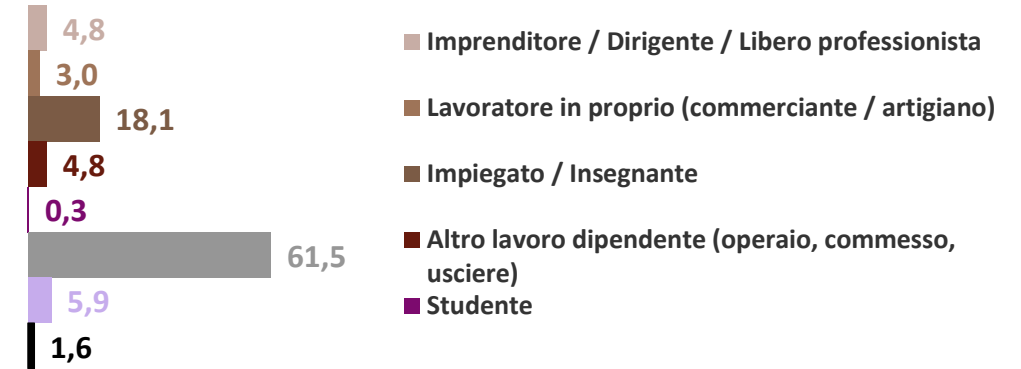 4,8
3,0
18,1
4,8
0,3
61,5
5,9
1,6
Imprenditore / Dirigente / Libero professionista
Lavoratore in proprio (commerciante / artigiano)
Impiegato / Insegnante
Altro lavoro dipendente (operaio, commesso,
usciere)
Studente